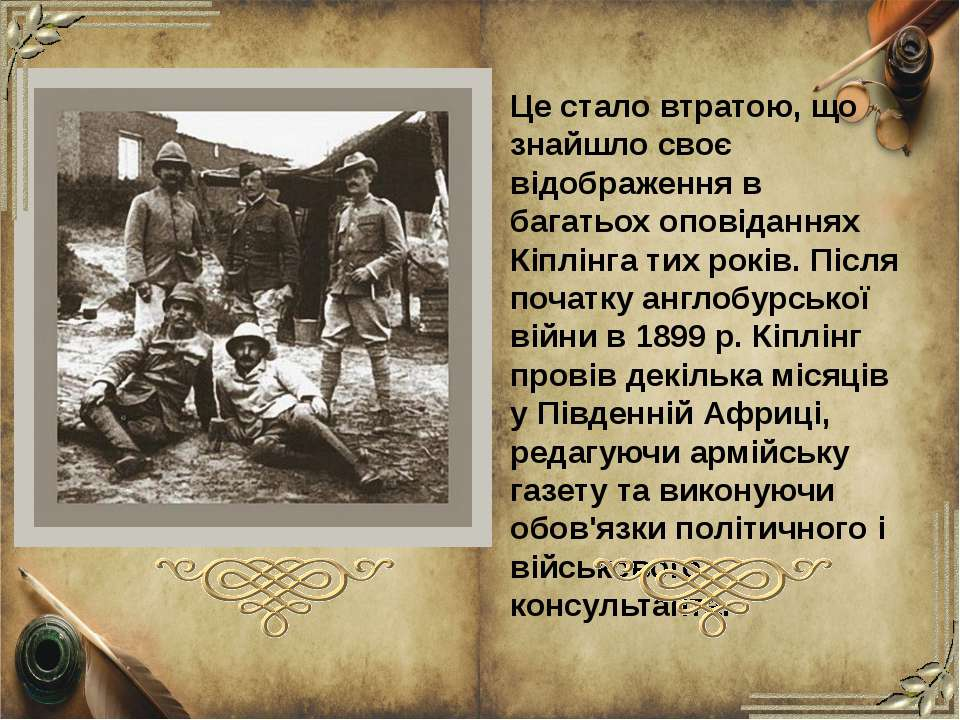 Це стало втратою, що
знайшло своє
відображення в
багатьох оповіданнях
Кіплінга тих років. Після
початку англобурської
війни в 1899 р. Кіплінг
провів декілька місяців
у Південній Африці,
редагуючи армійську
газету та виконуючи
обов'язки політичного і
військового
консультанта.